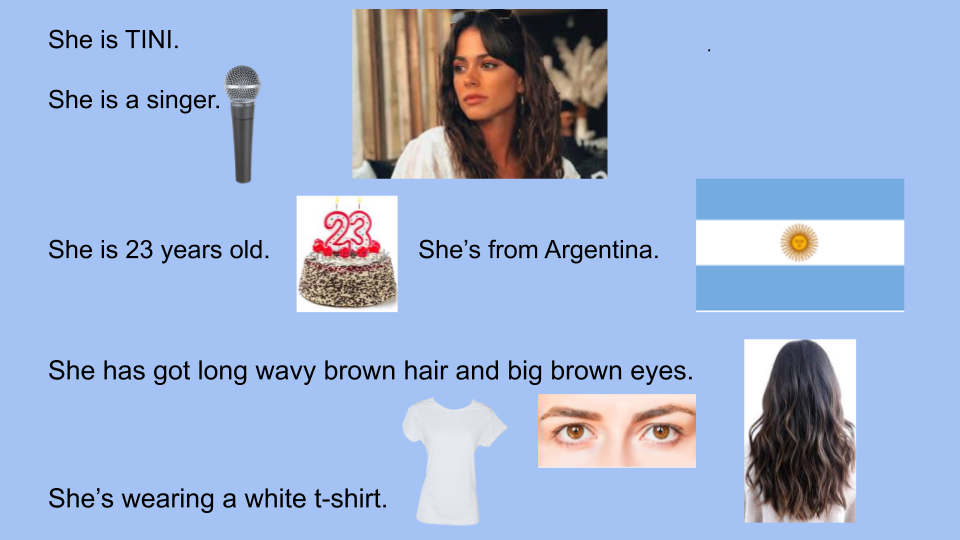 She is TINI.
She is a singer.
She is 23 years old.
23
She's from Argentina.
She has got long wavy brown hair and big brown eyes.
She's wearing a white t-shirt.